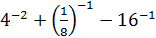 4⁻² + (1/8)⁻¹ − 16⁻¹